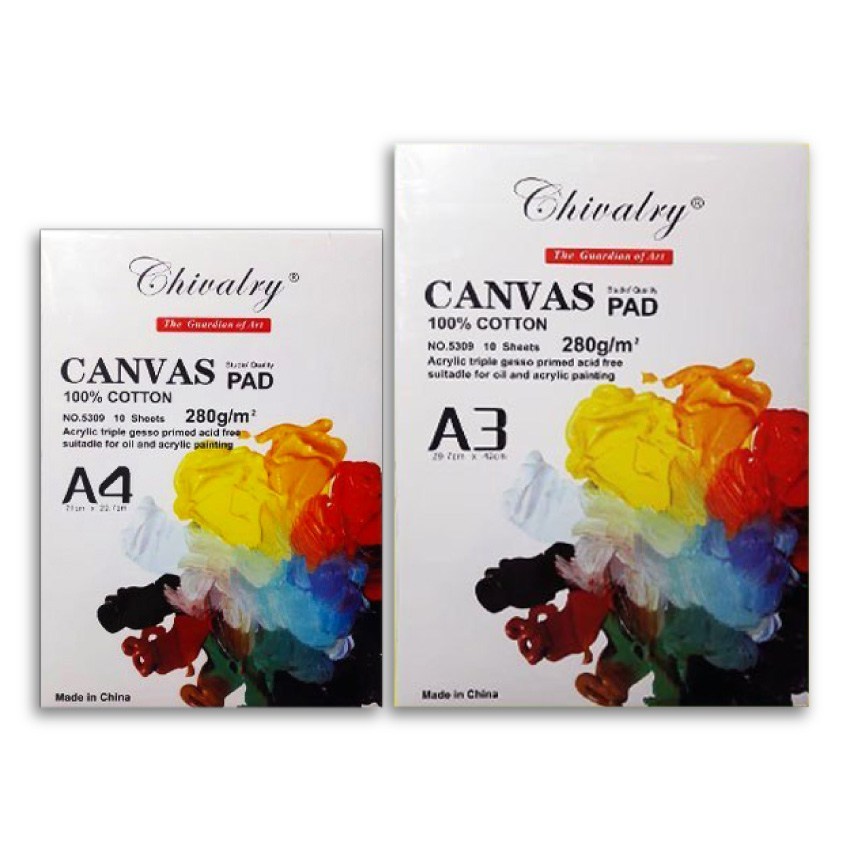 Chivalry®
The Guardian of Art
CANVAS PAD
100% COTTON
NO.5309 10 Sheets 280g/m²
Acrylic triple gesso primed acid free
suitadle for oil and acrylic painting
A4
Made in China
Chivalry®
The Guardian of Art
CANVAS PAD
100% COTTON
NO.5309 10 Sheets 280g/m²
Acrylic triple gesso primed acid free
suitadle for oil and acrylic painting
A3
29.7cm x 42cm
Made in China